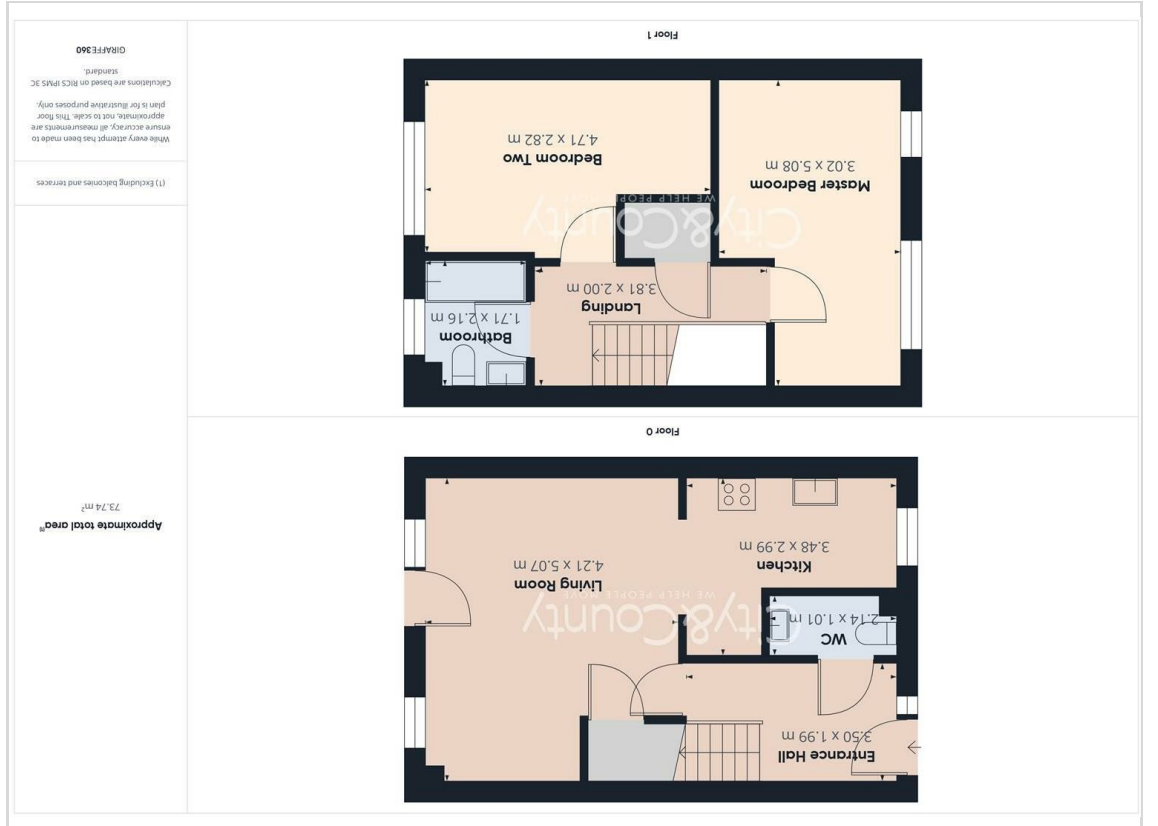 Entrance Hall
3.50 x 1.99 m
WC
2.14 x 1.01 m
City&County
WE HELP PEOPLE MOVE
Kitchen
3.48 x 2.99 m
Living Room
4.21 x 5.07 m
Floor 0
Bathroom
1.71 x 2.16 m
Landing
3.81 x 2.00 m
City&County
WE HELP PEOPLE
Master Bedroom
3.02 x 5.08 m
Bedroom Two
4.71 x 2.82 m
Floor 1
Approximate total area(1)
73.74 m²
(1) Excluding balconies and terraces
While every attempt has been made to
ensure accuracy, all measurements are
approximate, not to scale. This floor
plan is for illustrative purposes only.
Calculations are based on RICS IPMS 3C
standard.
GIRAFFE360